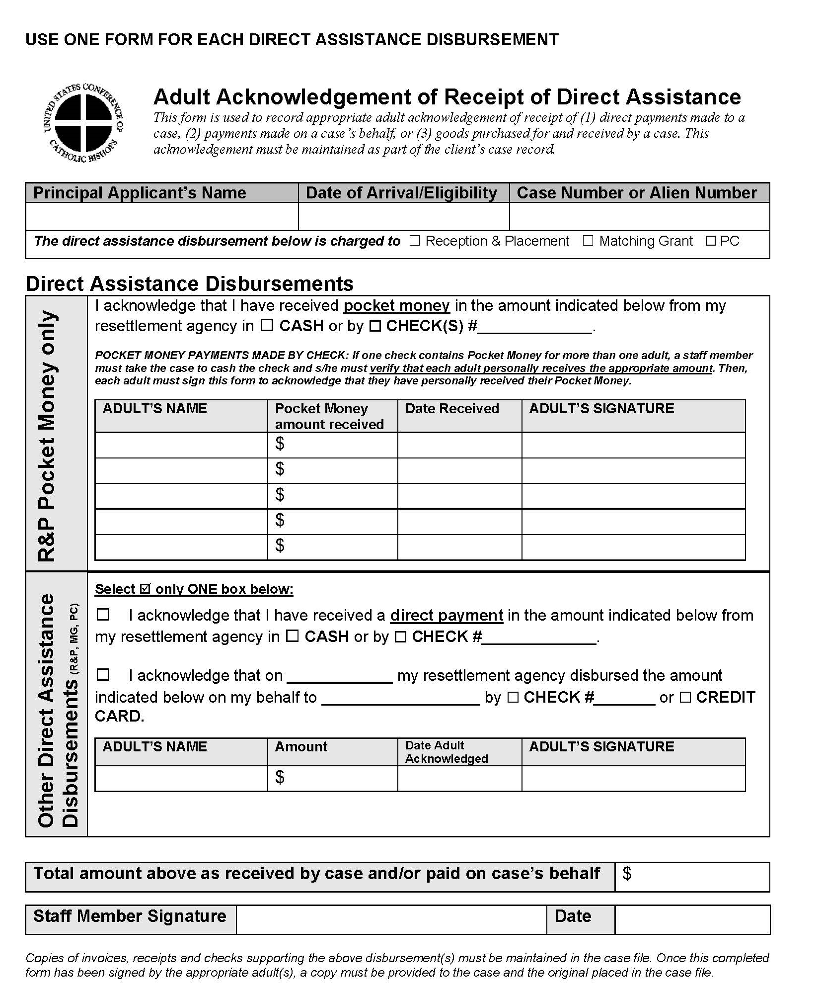 USE ONE FORM FOR EACH DIRECT ASSISTANCE DISBURSEMENT
UNITED STATES CONFERENCE OF
CATHOLIC BISHOPS
Adult Acknowledgement of Receipt of Direct Assistance
This form is used to record appropriate adult acknowledgement of receipt of (1) direct payments made to a
case, (2) payments made on a case's behalf, or (3) goods purchased for and received by a case. This
acknowledgement must be maintained as part of the client's case record.
Principal Applicant's Name Date of Arrival/Eligibility Case Number or Alien Number
The direct assistance disbursement below is charged to ☐ Reception & Placement ☐ Matching Grant ☐ PC
Direct Assistance Disbursements
R&P Pocket Money only
I acknowledge that I have received pocket money in the amount indicated below from my
resettlement agency in ☐ CASH or by ☐ CHECK(S) #_____________.
POCKET MONEY PAYMENTS MADE BY CHECK: If one check contains Pocket Money for more than one adult, a staff member
must take the case to cash the check and s/he must verify that each adult personally receives the appropriate amount. Then,
each adult must sign this form to acknowledge that they have personally received their Pocket Money.
ADULT'S NAME Pocket Money Date Received ADULT'S SIGNATURE
amount received
$
$
$
$
$
Other Direct Assistance
Disbursements (R&P, MG, PC)
Select ☑ only ONE box below:
☐ I acknowledge that I have received a direct payment in the amount indicated below from
my resettlement agency in ☐ CASH or by ☐ CHECK #_____________.
☐ I acknowledge that on ____________ my resettlement agency disbursed the amount
indicated below on my behalf to __________________ by ☐ CHECK #_______ or ☐ CREDIT
CARD.
ADULT'S NAME Amount Date Adult ADULT'S SIGNATURE
Acknowledged
$
Total amount above as received by case and/or paid on case's behalf $
Staff Member Signature Date
Copies of invoices, receipts and checks supporting the above disbursement(s) must be maintained in the case file. Once this completed
form has been signed by the appropriate adult(s), a copy must be provided to the case and the original placed in the case file.